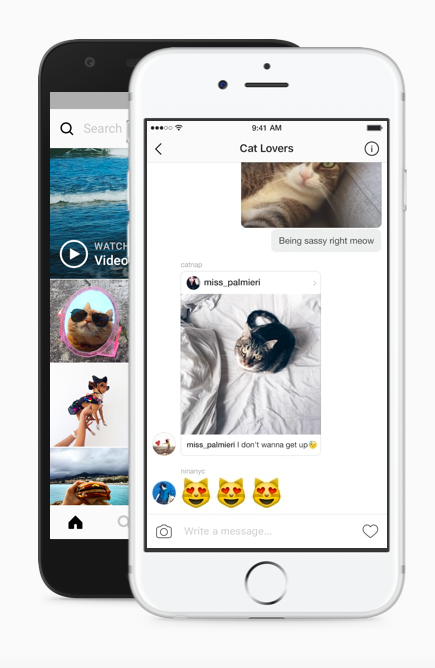 Search
WATCH
Video
9:41 AM
Cat Lovers
Being sassy right meow
catnap
miss_palmieri
miss_palmieri I don't wanna get up😴
ninanyc
😻 😻 😻
Write a message...